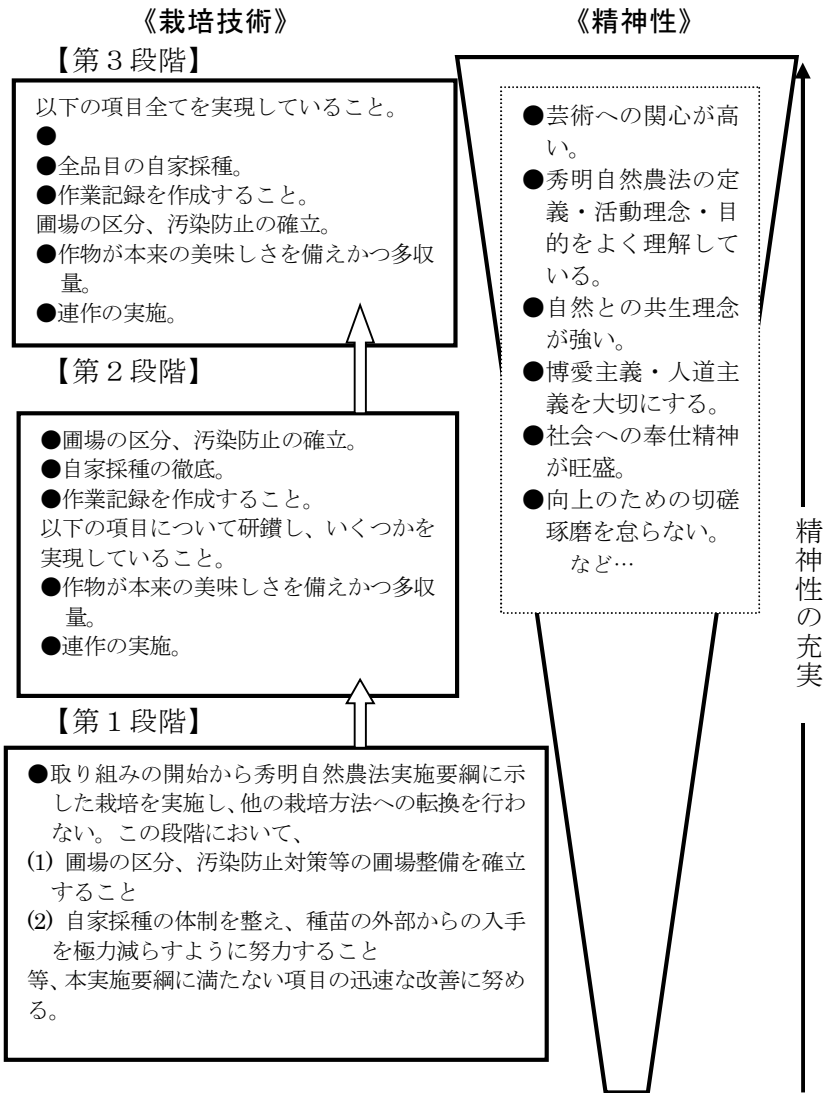 《栽培技術》
【第３段階】
以下の項目全てを実現していること。
●
●全品目の自家採種。
●作業記録を作成すること。
圃場の区分、汚染防止の確立。
●作物が本来の美味しさを備えかつ多収
量。
●連作の実施。
【第２段階】
●圃場の区分、汚染防止の確立。
●自家採種の徹底。
●作業記録を作成すること。
以下の項目について研鑽し、いくつかを
実現していること。
●作物が本来の美味しさを備えかつ多収
量。
●連作の実施。
【第１段階】
●取り組みの開始から秀明自然農法実施要綱に示
した栽培を実施し、他の栽培方法への転換を行わ
ない。この段階において、
(1) 圃場の区分、汚染防止対策等の圃場整備を確立
すること
(2) 自家採種の体制を整え、種苗の外部からの入手
を極力減らすように努力すること
等、本実施要綱に満たない項目の迅速な改善に努め
る。
《精神性》
●芸術への関心が高
い。
●秀明自然農法の定
義・活動理念・目
的をよく理解して
いる。
●自然との共生理念
が強い。
●博愛主義・人道主
義を大切にする。
●社会への奉仕精神
が旺盛。
●向上のための切磋
琢磨を怠らない。
など…
精神性の充実